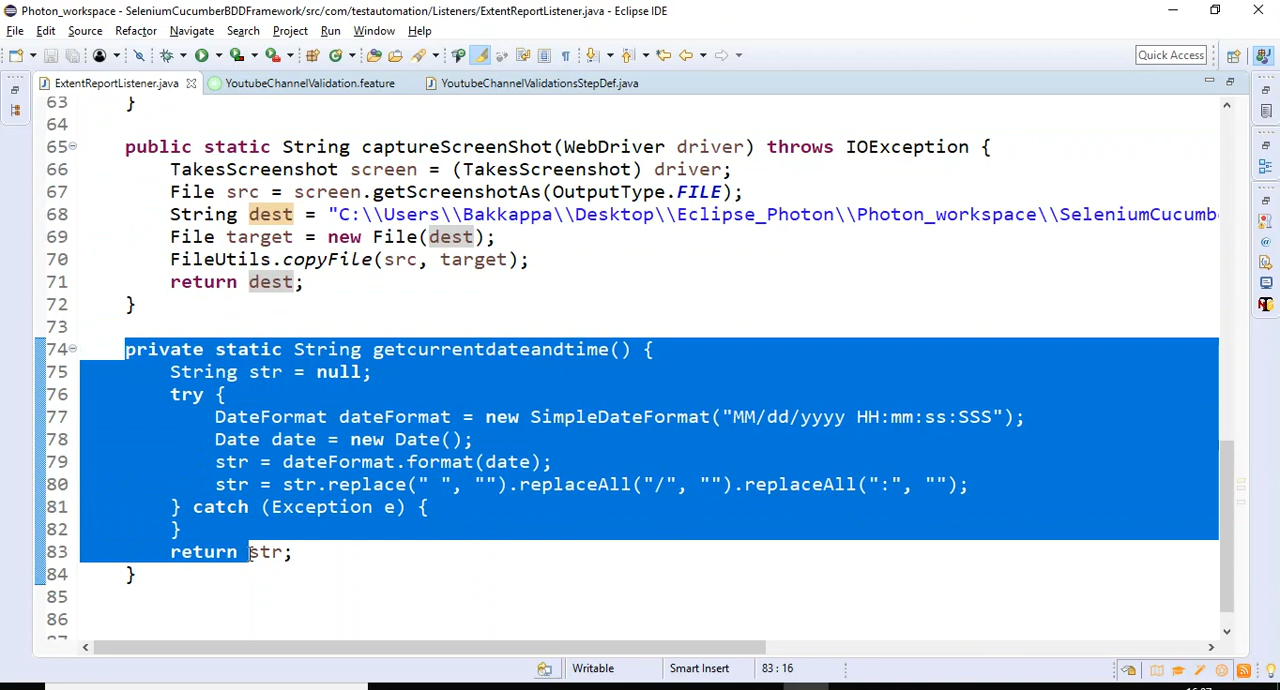 Photon_workspace - SeleniumCucumberBDDFramework/src/com/testautomation/Listeners/ExtentReportListener.java - Eclipse IDE
File Edit Source Refactor Navigate Search Project Run Window Help
Quick Access
ExtentReportListener.java YoutubeChannelValidation.feature YoutubeChannelValidationsStepDef.java
63 }
64
65 public static String captureScreenShot(WebDriver driver) throws IOException {
66 TakesScreenshot screen = (TakesScreenshot) driver;
67 File src = screen.getScreenshotAs(OutputType.FILE);
68 String dest = "C:\\Users\\Bakkappa\\Desktop\\Eclipse_Photon\\Photon_workspace\\SeleniumCucumbe
69 File target = new File(dest);
70 FileUtils.copyFile(src, target);
71 return dest;
72 }
73
74 private static String getcurrentdateandtime() {
75 String str = null;
76 try {
77 DateFormat dateFormat = new SimpleDateFormat("MM/dd/yyyy HH:mm:ss:SSS");
78 Date date = new Date();
79 str = dateFormat.format(date);
80 str = str.replace(" ", "").replaceAll("/", "").replaceAll(":", "");
81 } catch (Exception e) {
82 }
83 return str;
84 }
85
86
Writable Smart Insert 83 : 16